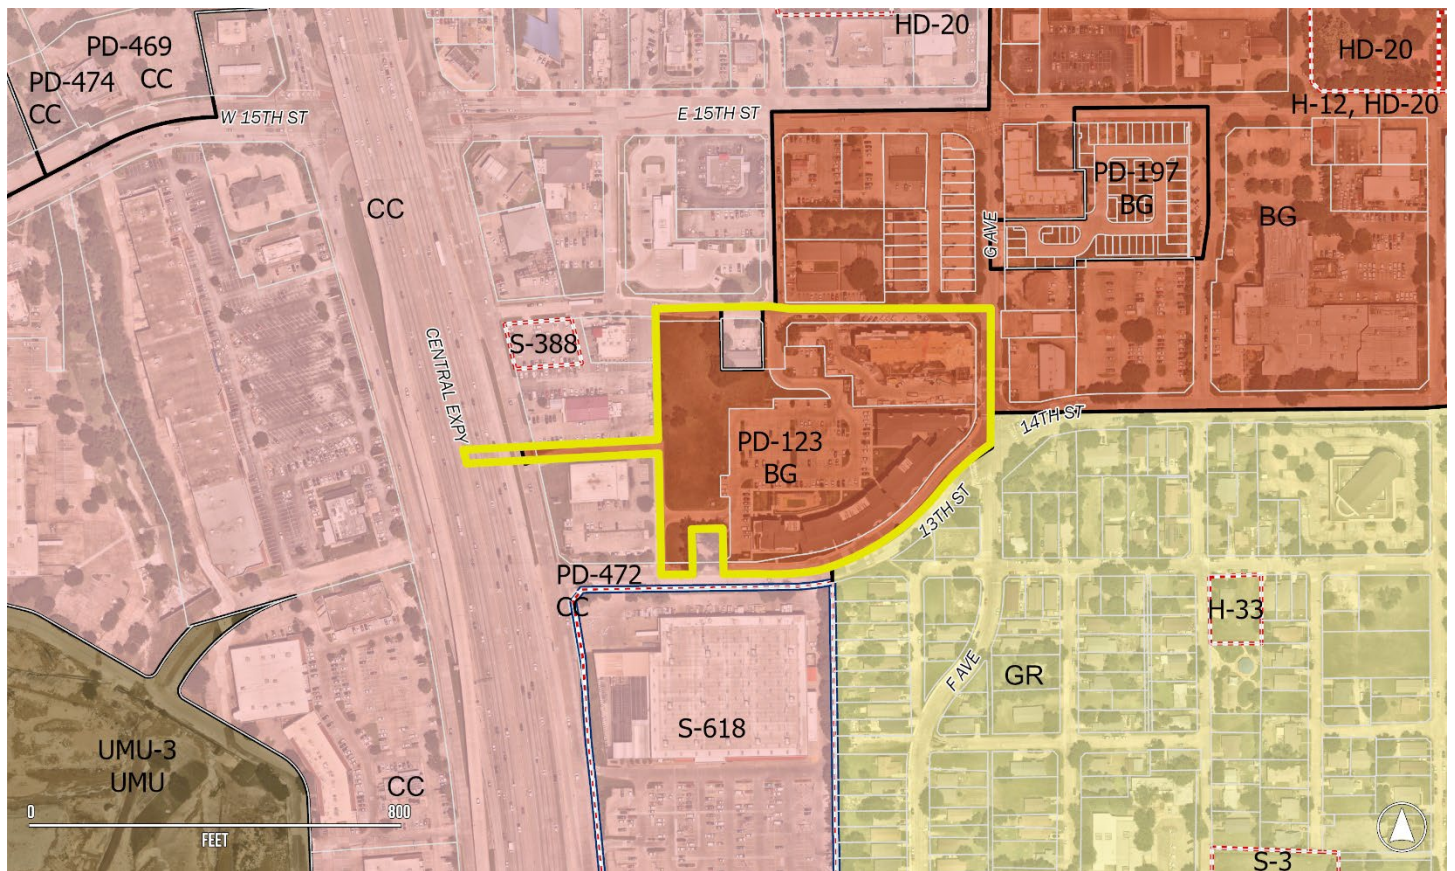 HD-20
PD-469
CC
PD-474
CC
HD-20
H-12, HD-20
W 15TH ST
E 15TH ST
PD-197
BG
CC
BG
G AVE
S-388
CENTRAL EXPY
14TH ST
PD-123
BG
13TH ST
PD-472
CC
H-33
F AVE
GR
S-618
UMU-3
UMU
CC
0
800
FEET
S-3